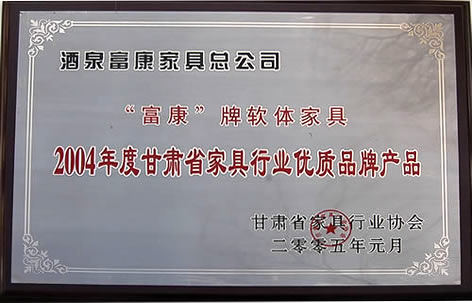 酒泉富康家具总公司
“富康”牌软体家具
2004年度甘肃省家具行业优质品牌产品
甘肃省家具行业协会
二零零五年元月